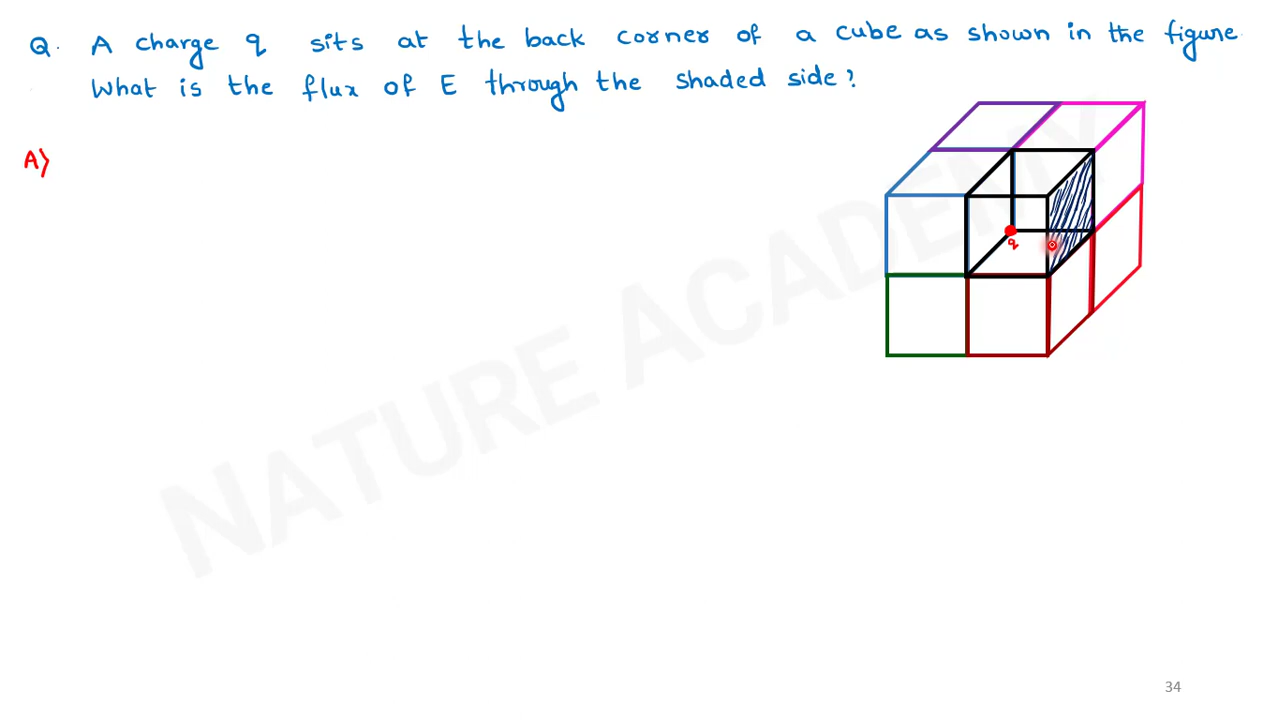 Q. A charge q sits at the back corner of a cube as shown in the figure
What is the flux of E through the shaded side?
A)
q
NATURE ACADEMY
34